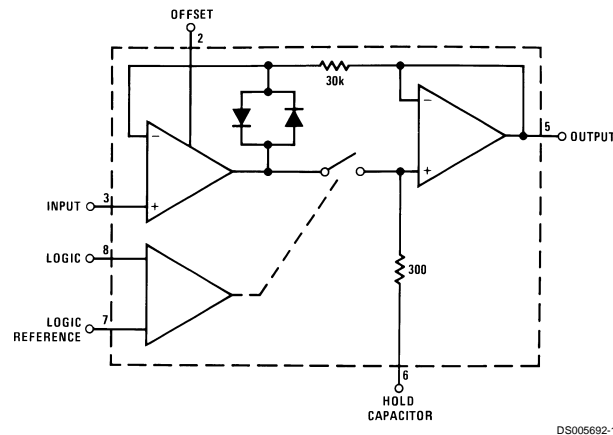 OFFSET
2
30k
−
−
5
OUTPUT
+
+
INPUT
3
LOGIC
8
300
LOGIC
REFERENCE
7
6
HOLD
CAPACITOR